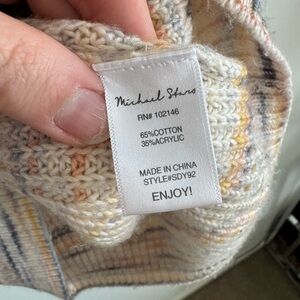 Michael Stars
RN# 102146
65%COTTON
35%ACRYLIC
MADE IN CHINA
STYLE#SDY92
ENJOY!